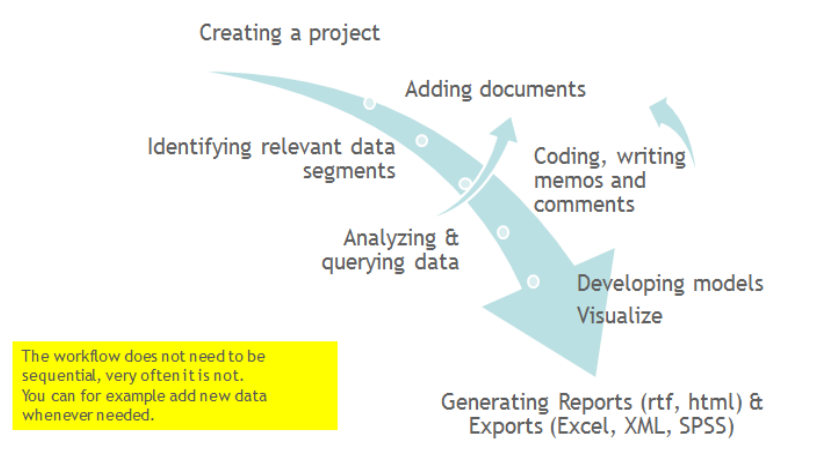 Creating a project
Adding documents
Identifying relevant data
segments
Coding, writing
memos and
comments
Analyzing &
querying data
Developing models
Visualize
The workflow does not need to be
sequential, very often it is not.
You can for example add new data
whenever needed.
Generating Reports (rtf, html) &
Exports (Excel, XML, SPSS)